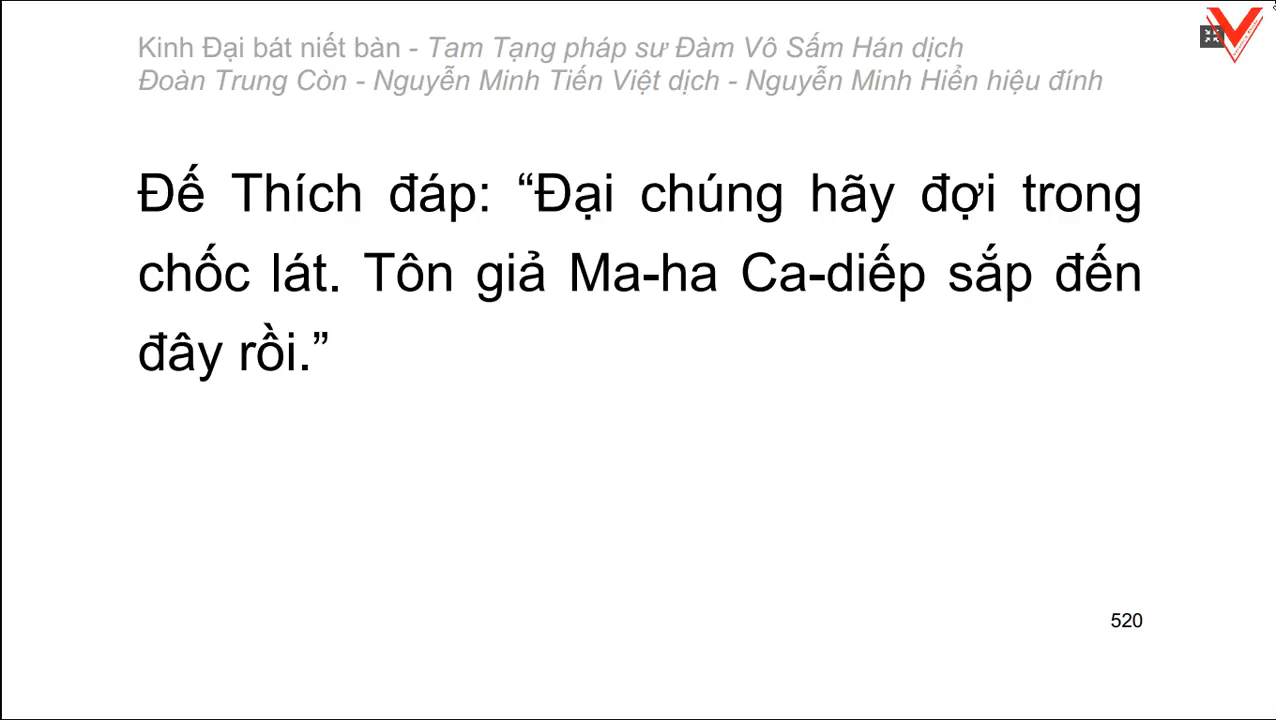 Kinh Đại bát niết bàn - Tam Tạng pháp sư Đàm Vô Sấm Hán dịch
Đoàn Trung Còn - Nguyễn Minh Tiến Việt dịch - Nguyễn Minh Hiển hiệu đính
Đế Thích đáp: “Đại chúng hãy đợi trong
chốc lát. Tôn giả Ma-ha Ca-diếp sắp đến
đây rồi.”
520